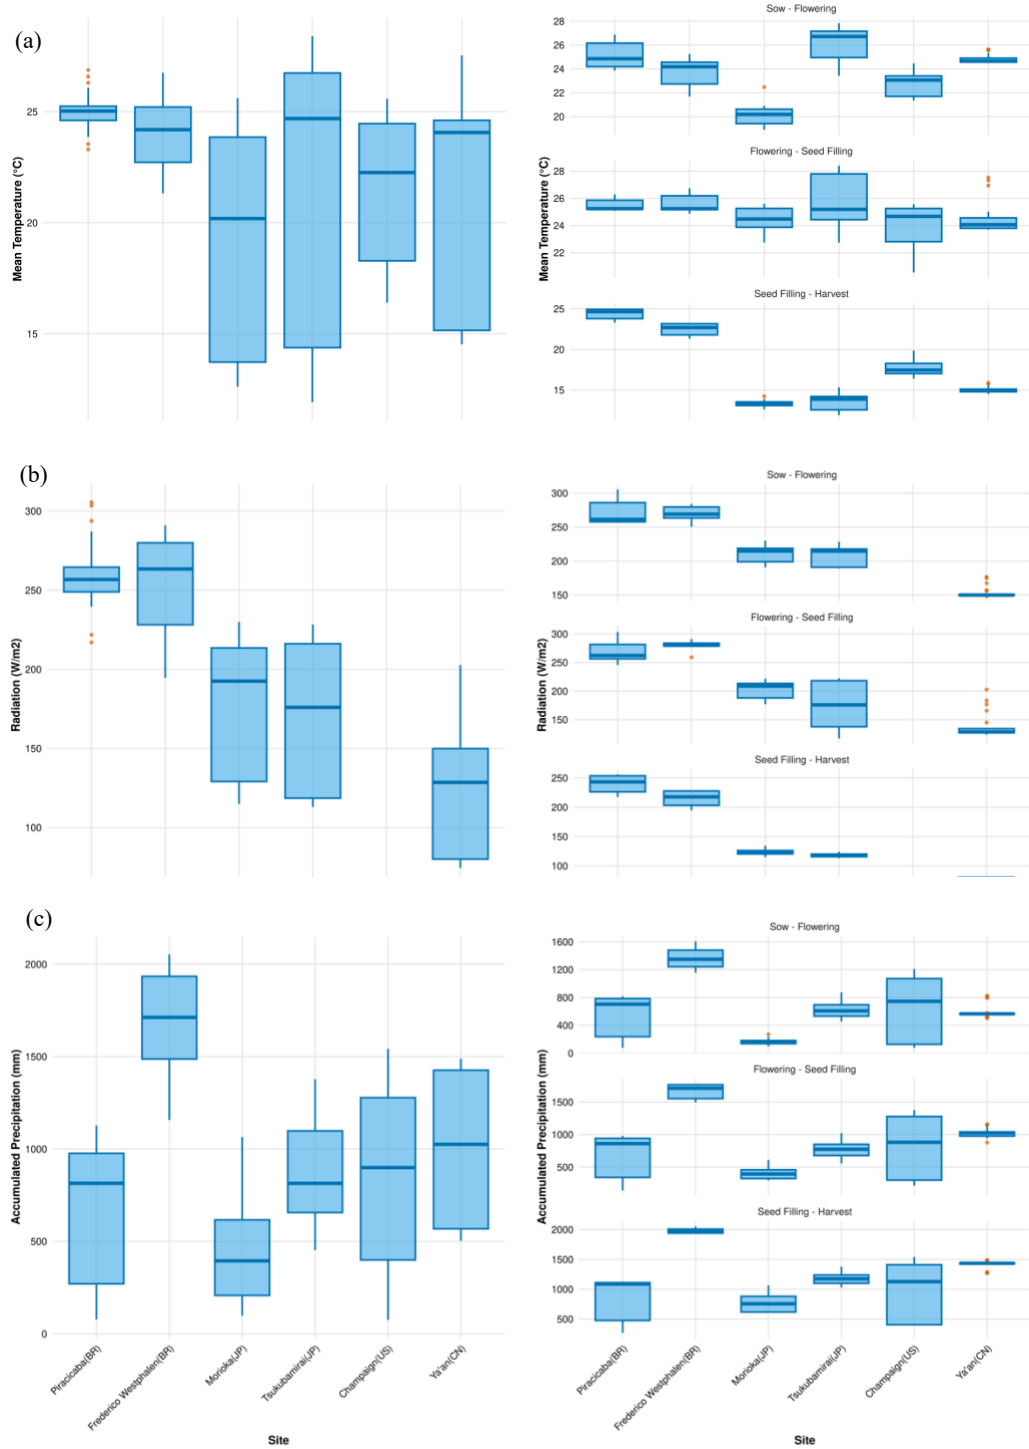 (a)
Mean Temperature (°C)
25
20
15
Sow - Flowering
28
26
24
22
20
Flowering - Seed Filling
Mean Temperature (°C)
28
26
24
22
Seed Filling - Harvest
25
20
15
(b)
Radiation (W/m2)
300
250
200
150
100
Sow - Flowering
300
250
200
150
Flowering - Seed Filling
Radiation (W/m2)
300
250
200
150
Seed Filling - Harvest
250
200
150
100
(c)
Accumulated Precipitation (mm)
2000
1500
1000
500
0
Piracicaba(BR)
Frederico Westphalen(BR)
Morioka(JP)
Tsukubamirai(JP)
Champaign(US)
Ya'an(CN)
Site
Sow - Flowering
1600
1200
800
400
0
Flowering - Seed Filling
Accumulated Precipitation (mm)
1500
1000
500
Seed Filling - Harvest
2000
1500
1000
500
Piracicaba(BR)
Frederico Westphalen(BR)
Morioka(JP)
Tsukubamirai(JP)
Champaign(US)
Ya'an(CN)
Site